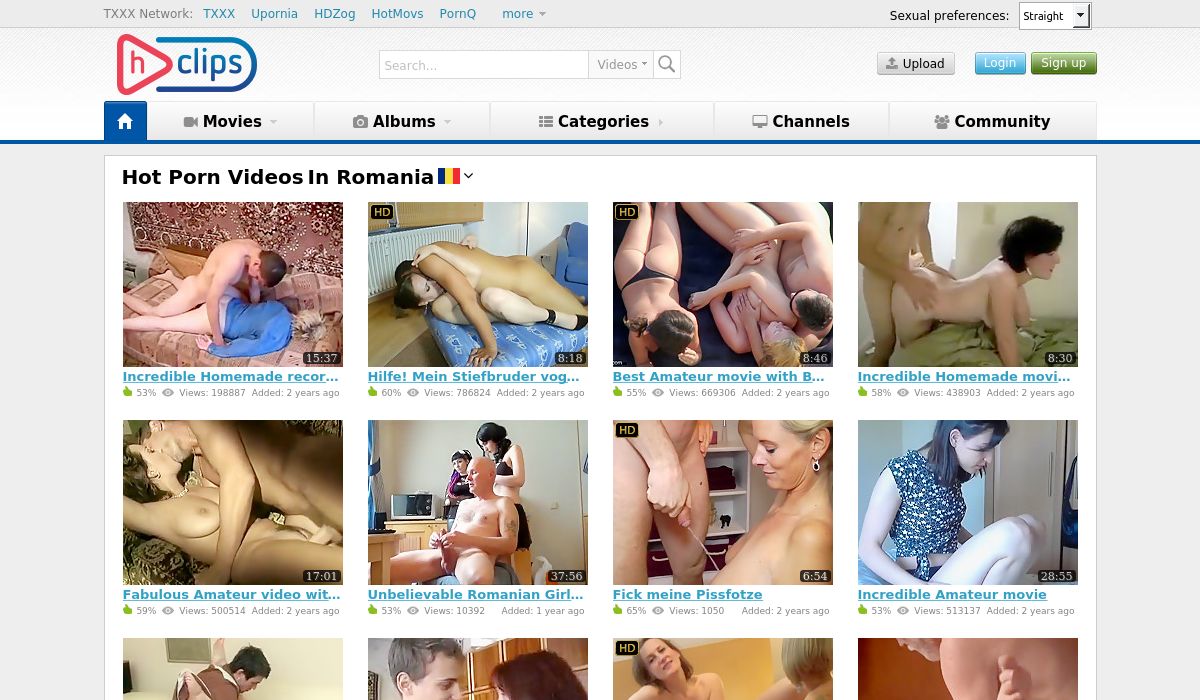 TXXX Network: TXXX Upornia HDZog HotMovs PornQ more
Sexual preferences: Straight
h clips
Search... Videos
Upload Login Sign up
Movies Albums Categories Channels Community
Hot Porn Videos In Romania
HD HD
15:37 8:18 8:46 8:30
Incredible Homemade recor... Hilfe! Mein Stiefbruder vog... Best Amateur movie with B... Incredible Homemade movi...
53% Views: 198887 Added: 2 years ago 60% Views: 786824 Added: 2 years ago 55% Views: 669306 Added: 2 years ago 58% Views: 438903 Added: 2 years ago
HD
17:01 37:56 6:54 28:55
Fabulous Amateur video wit... Unbelievable Romanian Girl... Fick meine Pissfotze Incredible Amateur movie
59% Views: 500514 Added: 2 years ago 53% Views: 10392 Added: 1 year ago 65% Views: 1050 Added: 2 years ago 53% Views: 513137 Added: 2 years ago
HD